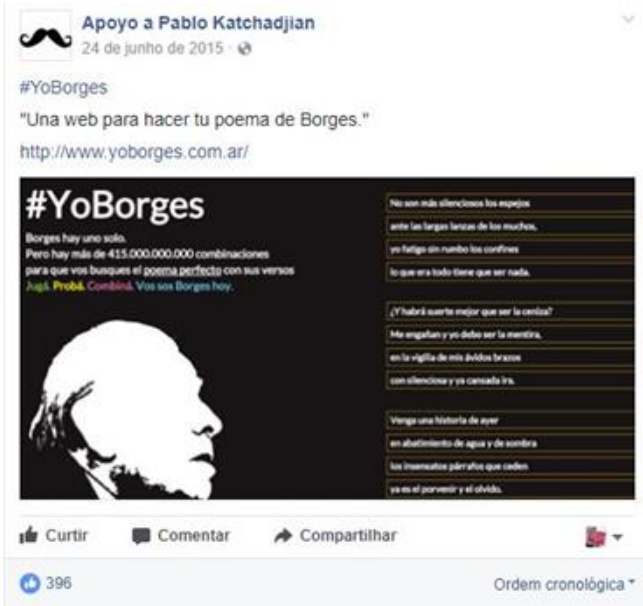 Apoyo a Pablo Katchadjian
24 de junho de 2015 ·
#YoBorges
"Una web para hacer tu poema de Borges."
http://www.yoborges.com.ar/
#YoBorges
Borges hay uno solo.
Pero hay más de 415.000.000.000 combinaciones
para que vos busques el poema perfecto con sus versos
Jugá. Probá. Combiná. Vos sos Borges hoy.
No son más silenciosos los espejos
ante las largas lanzas de los muchos,
yo fatigo sin rumbo los confines
lo que era todo tiene que ser nada.
¿Y habrá suerte mejor que ser la ceniza?
Me engañan y yo debo ser la mentira,
en la vigilia de mis ávidos brazos
con silenciosa y ya cansada ira.
Venga una historia de ayer
en abatimiento de agua y de sombra
los insensatos párrafos que ceden
ya es el porvenir y el olvido.
Curtir Comentar Compartilhar
396 Ordem cronológica